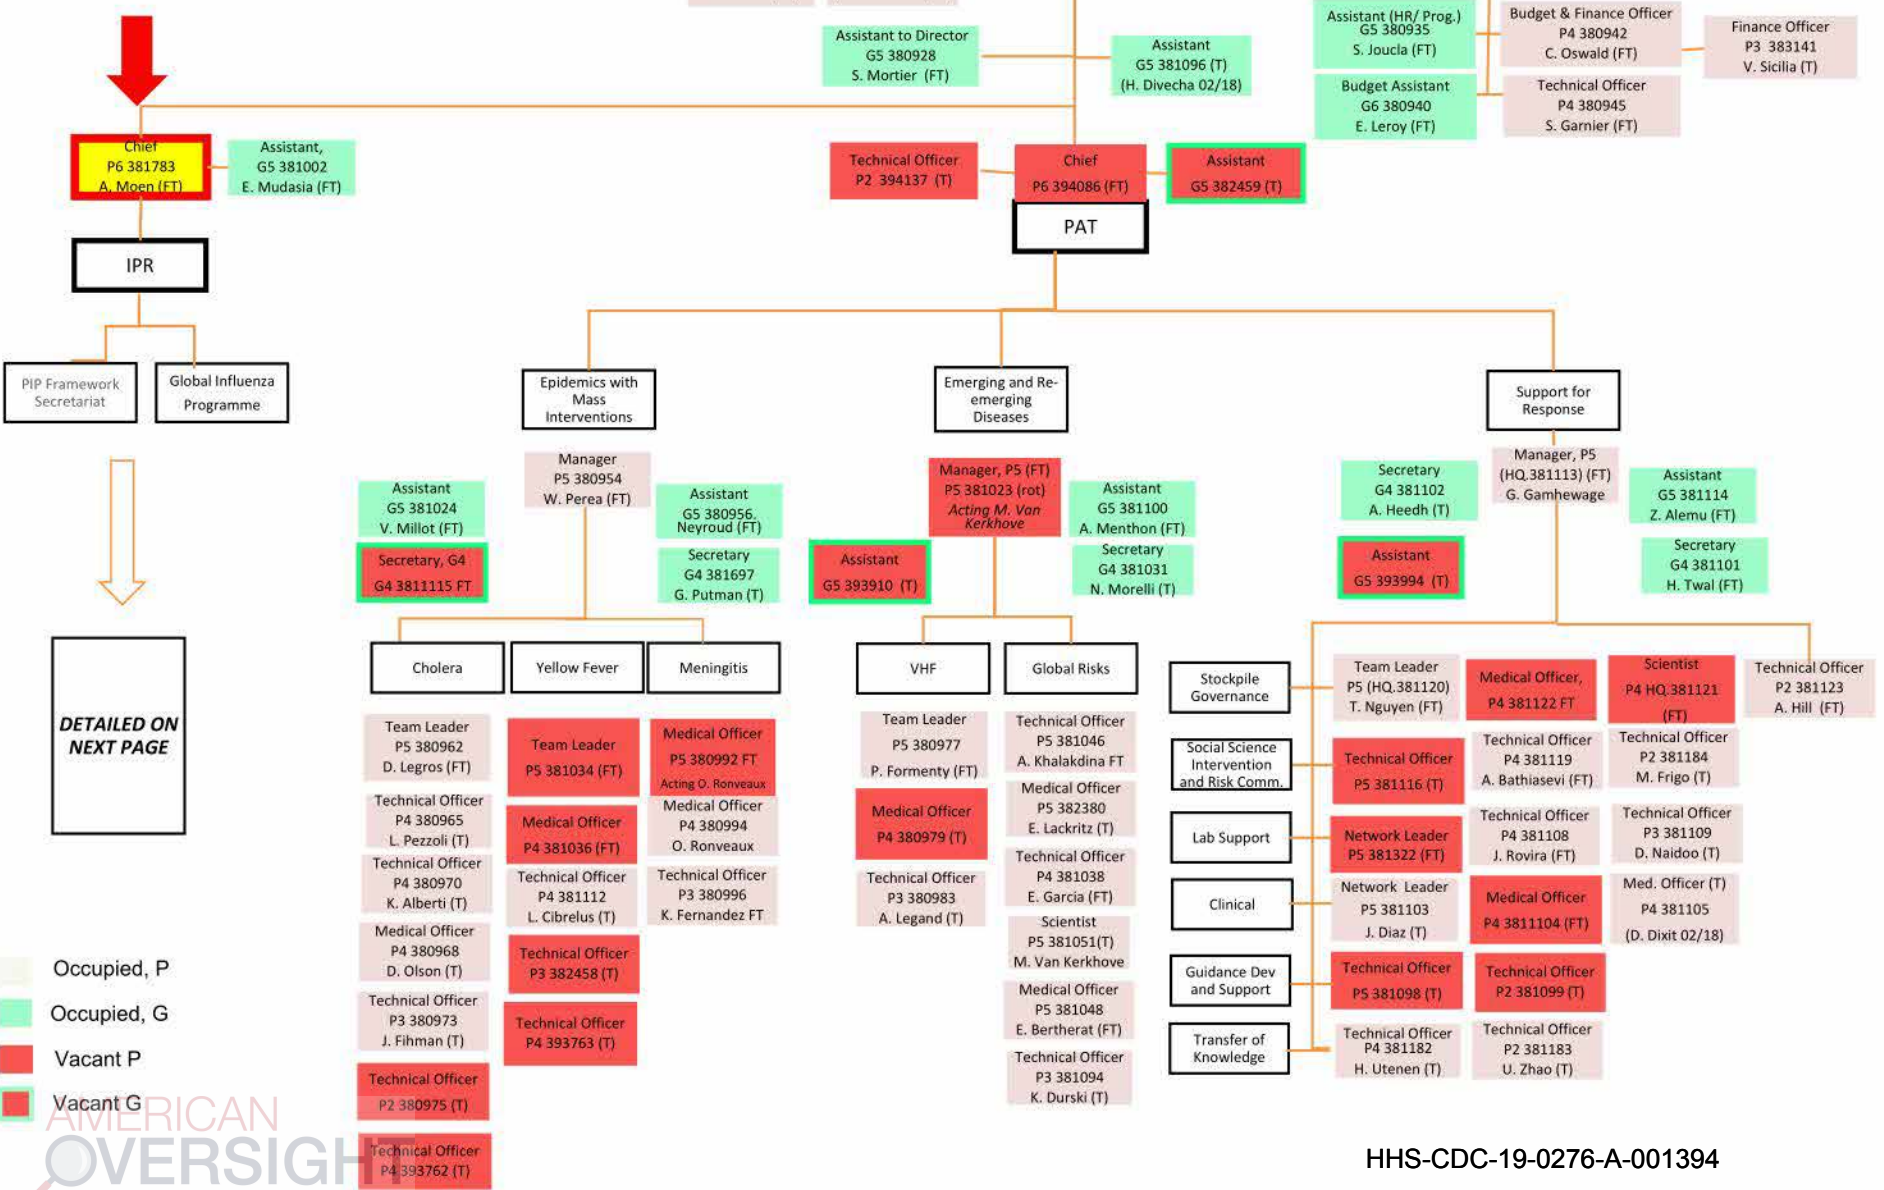 Assistant to Director
G5 380928
S. Mortier (FT)
Assistant
G5 381096 (T)
(H. Divecha 02/18)
Assistant (HR/ Prog.)
G5 380935
S. Joucla (FT)
Budget & Finance Officer
P4 380942
C. Oswald (FT)
Finance Officer
P3 383141
V. Sicilia (T)
Budget Assistant
G6 380940
E. Leroy (FT)
Technical Officer
P4 380945
S. Garnier (FT)
Chief
P6 381783
A. Moen (FT)
Assistant,
G5 381002
E. Mudasia (FT)
Technical Officer
P2 394137 (T)
Chief
P6 394086 (FT)
Assistant
G5 382459 (T)
PAT
IPR
PIP Framework
Secretariat
Global Influenza
Programme
Epidemics with
Mass
Interventions
Emerging and Re-
emerging
Diseases
Support for
Response
Manager
P5 380954
W. Perea (FT)
Assistant
G5 381024
V. Millot (FT)
Secretary, G4
G4 3811115 FT
Assistant
G5 380956.
Neyroud (FT)
Secretary
G4 381697
G. Putman (T)
Manager, P5 (FT)
P5 381023 (rot)
Acting M. Van
Kerkhove
Assistant
G5 393910 (T)
Assistant
G5 381100
A. Menthon (FT)
Secretary
G4 381031
N. Morelli (T)
Manager, P5
(HQ.381113) (FT)
G. Gamhewage
Secretary
G4 381102
A. Heedh (T)
Assistant
G5 393994 (T)
Assistant
G5 381114
Z. Alemu (FT)
Secretary
G4 381101
H. Twal (FT)
DETAILED ON
NEXT PAGE
Cholera
Yellow Fever
Meningitis
VHF
Global Risks
Team Leader
P5 380962
D. Legros (FT)
Technical Officer
P4 380965
L. Pezzoli (T)
Technical Officer
P4 380970
K. Alberti (T)
Medical Officer
P4 380968
D. Olson (T)
Technical Officer
P3 380973
J. Fihman (T)
Technical Officer
P2 380975 (T)
Technical Officer
P4 393762 (T)
Team Leader
P5 381034 (FT)
Medical Officer
P4 381036 (FT)
Technical Officer
P4 381112
L. Cibrelus (T)
Technical Officer
P3 382458 (T)
Technical Officer
P4 393763 (T)
Medical Officer
P5 380992 FT
Acting O. Ronveaux
Medical Officer
P4 380994
O. Ronveaux
Technical Officer
P3 380996
K. Fernandez FT
Team Leader
P5 380977
P. Formenty (FT)
Medical Officer
P4 380979 (T)
Technical Officer
P3 380983
A. Legand (T)
Technical Officer
P5 381046
A. Khalakdina FT
Medical Officer
P5 382380
E. Lackritz (T)
Technical Officer
P4 381038
E. Garcia (FT)
Scientist
P5 381051(T)
M. Van Kerkhove
Medical Officer
P5 381048
E. Bertherat (FT)
Technical Officer
P3 381094
K. Durski (T)
Stockpile
Governance
Team Leader
P5 (HQ.381120)
T. Nguyen (FT)
Medical Officer,
P4 381122 FT
Scientist
P4 HQ.381121
(FT)
Technical Officer
P2 381123
A. Hill (FT)
Social Science
Intervention
and Risk Comm.
Technical Officer
P5 381116 (T)
Technical Officer
P4 381119
A. Bathiasevi (FT)
Technical Officer
P2 381184
M. Frigo (T)
Lab Support
Network Leader
P5 381322 (FT)
Technical Officer
P4 381108
J. Rovira (FT)
Technical Officer
P3 381109
D. Naidoo (T)
Clinical
Network Leader
P5 381103
J. Diaz (T)
Medical Officer
P4 3811104 (FT)
Med. Officer (T)
P4 381105
(D. Dixit 02/18)
Guidance Dev
and Support
Technical Officer
P5 381098 (T)
Technical Officer
P2 381099 (T)
Transfer of
Knowledge
Technical Officer
P4 381182
H. Utenen (T)
Technical Officer
P2 381183
U. Zhao (T)
Occupied, P
Occupied, G
Vacant P
Vacant G
AMERICAN
OVERSIGHT
HHS-CDC-19-0276-A-001394